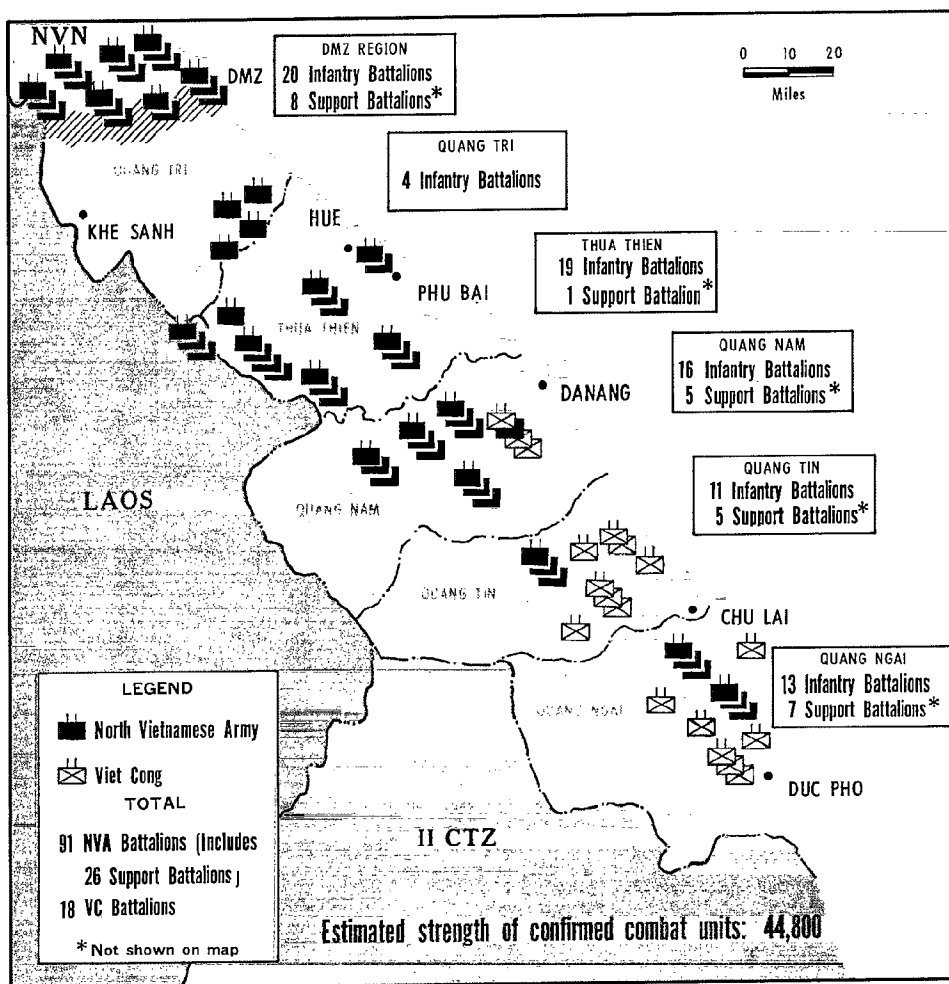 NVN
DMZ
DMZ REGION
20 Infantry Battalions
8 Support Battalions*
0 10 20
Miles
QUANG TRI
KHE SANH
HUE
QUANG TRI
4 Infantry Battalions
PHU BAI
THUA THIEN
19 Infantry Battalions
1 Support Battalion*
THUA THIEN
DANANG
QUANG NAM
16 Infantry Battalions
5 Support Battalions*
LAOS
QUANG NAM
QUANG TIN
11 Infantry Battalions
5 Support Battalions*
QUANG TIN
CHU LAI
QUANG NGAI
13 Infantry Battalions
7 Support Battalions*
QUANG NGAI
DUC PHO
II CTZ
LEGEND
North Vietnamese Army
Viet Cong
TOTAL
91 NVA Battalions (Includes
26 Support Battalions)
18 VC Battalions
*Not shown on map
Estimated strength of confirmed combat units: 44,800